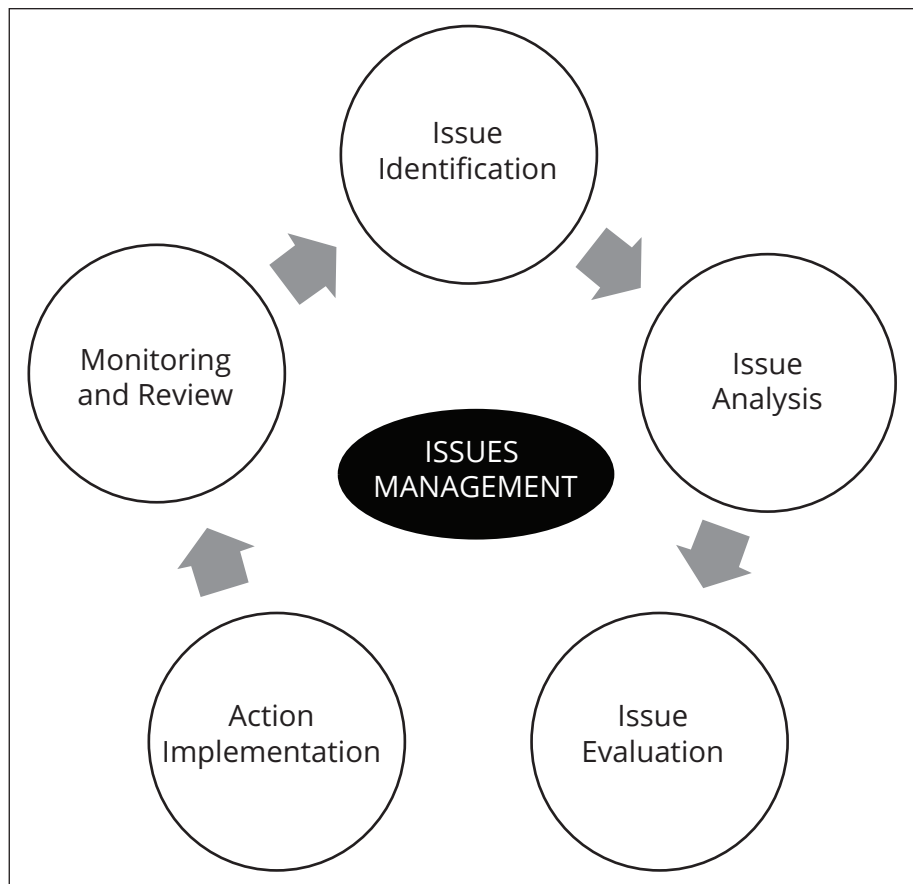 Issue
Identification
Issue
Analysis
Issue
Evaluation
Action
Implementation
Monitoring
and Review
ISSUES
MANAGEMENT